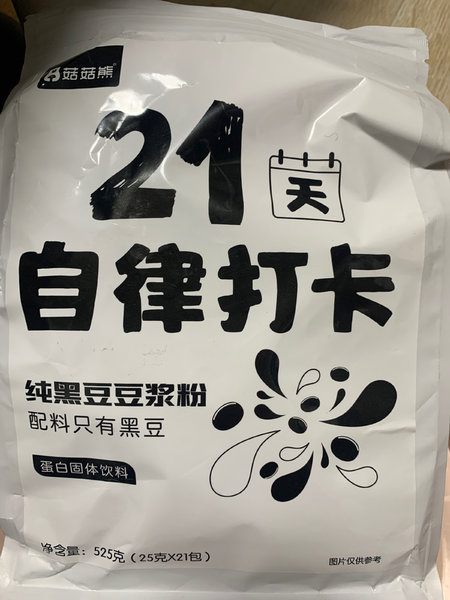 菇菇熊
21
天
自律打卡
纯黑豆豆浆粉
配料只有黑豆
蛋白固体饮料
净含量：525克（25克X21包）
图片仅供参考